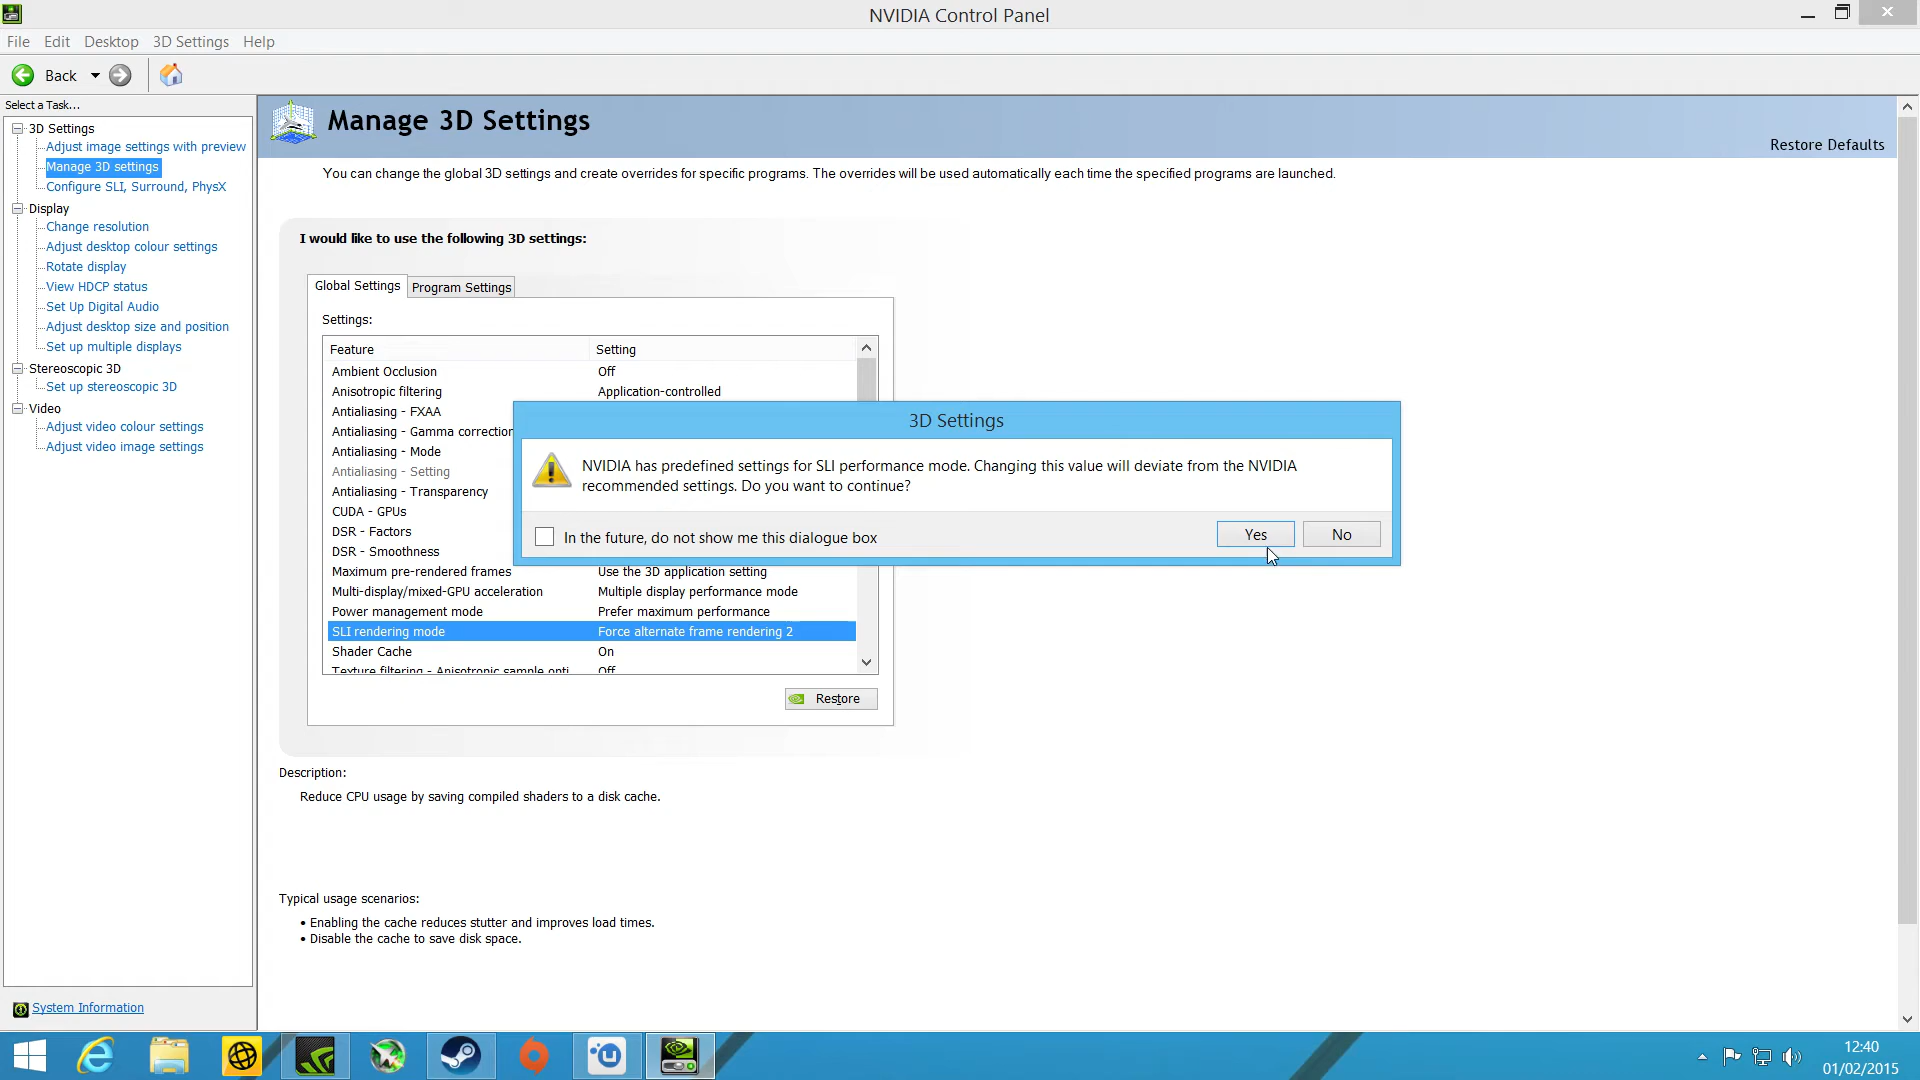 NVIDIA Control Panel
File Edit Desktop 3D Settings Help
Back
Select a Task...
3D Settings
Adjust image settings with preview
Manage 3D settings
Configure SLI, Surround, PhysX
Display
Change resolution
Adjust desktop colour settings
Rotate display
View HDCP status
Set Up Digital Audio
Adjust desktop size and position
Set up multiple displays
Stereoscopic 3D
Set up stereoscopic 3D
Video
Adjust video colour settings
Adjust video image settings
System Information
Manage 3D Settings
Restore Defaults
You can change the global 3D settings and create overrides for specific programs. The overrides will be used automatically each time the specified programs are launched.
I would like to use the following 3D settings:
Global Settings Program Settings
Settings:
Feature Setting
Ambient Occlusion Off
Anisotropic filtering Application-controlled
Antialiasing - FXAA
Antialiasing - Gamma correction
Antialiasing - Mode
Antialiasing - Setting
Antialiasing - Transparency
CUDA - GPUs
DSR - Factors
DSR - Smoothness
Maximum pre-rendered frames Use the 3D application setting
Multi-display/mixed-GPU acceleration Multiple display performance mode
Power management mode Prefer maximum performance
SLI rendering mode Force alternate frame rendering 2
Shader Cache On
Texture filtering - Anisotropic sample opti Off
Restore
3D Settings
NVIDIA has predefined settings for SLI performance mode. Changing this value will deviate from the NVIDIA
recommended settings. Do you want to continue?
In the future, do not show me this dialogue box
Yes No
Description:
Reduce CPU usage by saving compiled shaders to a disk cache.
Typical usage scenarios:
• Enabling the cache reduces stutter and improves load times.
• Disable the cache to save disk space.
12:40
01/02/2015